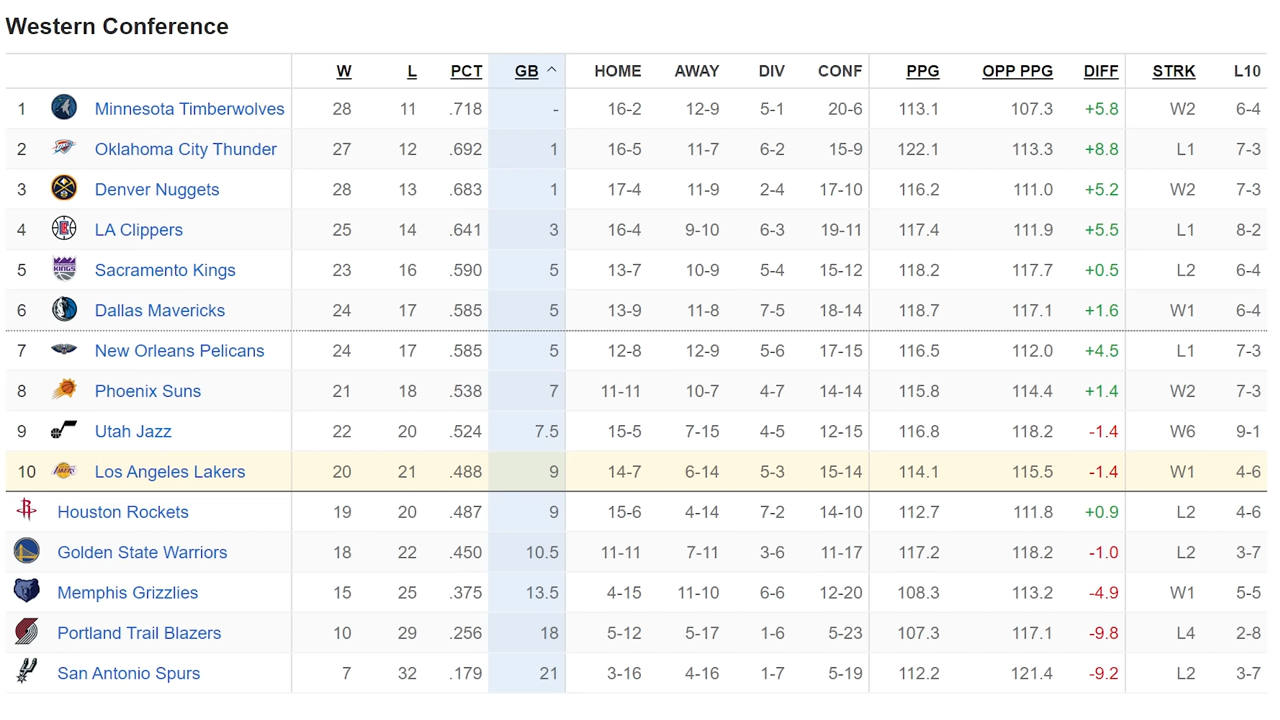 Western Conference
W L PCT GB ^ HOME AWAY DIV CONF PPG OPP PPG DIFF STRK L10
1 Minnesota Timberwolves 28 11 .718 - 16-2 12-9 5-1 20-6 113.1 107.3 +5.8 W2 6-4
2 Oklahoma City Thunder 27 12 .692 1 16-5 11-7 6-2 15-9 122.1 113.3 +8.8 L1 7-3
3 Denver Nuggets 28 13 .683 1 17-4 11-9 2-4 17-10 116.2 111.0 +5.2 W2 7-3
4 LA Clippers 25 14 .641 3 16-4 9-10 6-3 19-11 117.4 111.9 +5.5 L1 8-2
5 KINGS Sacramento Kings 23 16 .590 5 13-7 10-9 5-4 15-12 118.2 117.7 +0.5 L2 6-4
6 Dallas Mavericks 24 17 .585 5 13-9 11-8 7-5 18-14 118.7 117.1 +1.6 W1 6-4
7 New Orleans Pelicans 24 17 .585 5 12-8 12-9 5-6 17-15 116.5 112.0 +4.5 L1 7-3
8 Phoenix Suns 21 18 .538 7 11-11 10-7 4-7 14-14 115.8 114.4 +1.4 W2 7-3
9 Utah Jazz 22 20 .524 7.5 15-5 7-15 4-5 12-15 116.8 118.2 -1.4 W6 9-1
10 LAKERS Los Angeles Lakers 20 21 .488 9 14-7 6-14 5-3 15-14 114.1 115.5 -1.4 W1 4-6
Houston Rockets 19 20 .487 9 15-6 4-14 7-2 14-10 112.7 111.8 +0.9 L2 4-6
Golden State Warriors 18 22 .450 10.5 11-11 7-11 3-6 11-17 117.2 118.2 -1.0 L2 3-7
Memphis Grizzlies 15 25 .375 13.5 4-15 11-10 6-6 12-20 108.3 113.2 -4.9 W1 5-5
Portland Trail Blazers 10 29 .256 18 5-12 5-17 1-6 5-23 107.3 117.1 -9.8 L4 2-8
San Antonio Spurs 7 32 .179 21 3-16 4-16 1-7 5-19 112.2 121.4 -9.2 L2 3-7